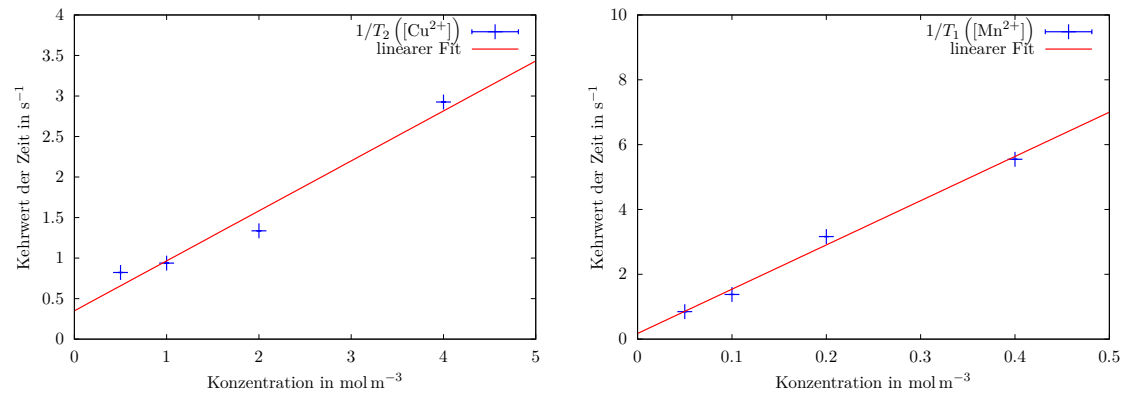 4
3.5
3
2.5
2
1.5
1
0.5
0
0 1 2 3 4 5
Kehrwert der Zeit in s⁻¹
Konzentration in mol m⁻³
1/T₂ ([Cu²⁺])
linearer Fit
10
8
6
4
2
0
0 0.1 0.2 0.3 0.4 0.5
Kehrwert der Zeit in s⁻¹
Konzentration in mol m⁻³
1/T₁ ([Mn²⁺])
linearer Fit